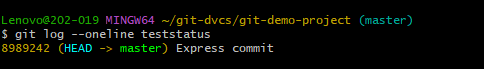 Lenovo@202-019 MINGW64 ~/git-dvcs/git-demo-project (master)
$ git log --oneline teststatus
8989242 (HEAD -> master) Express commit